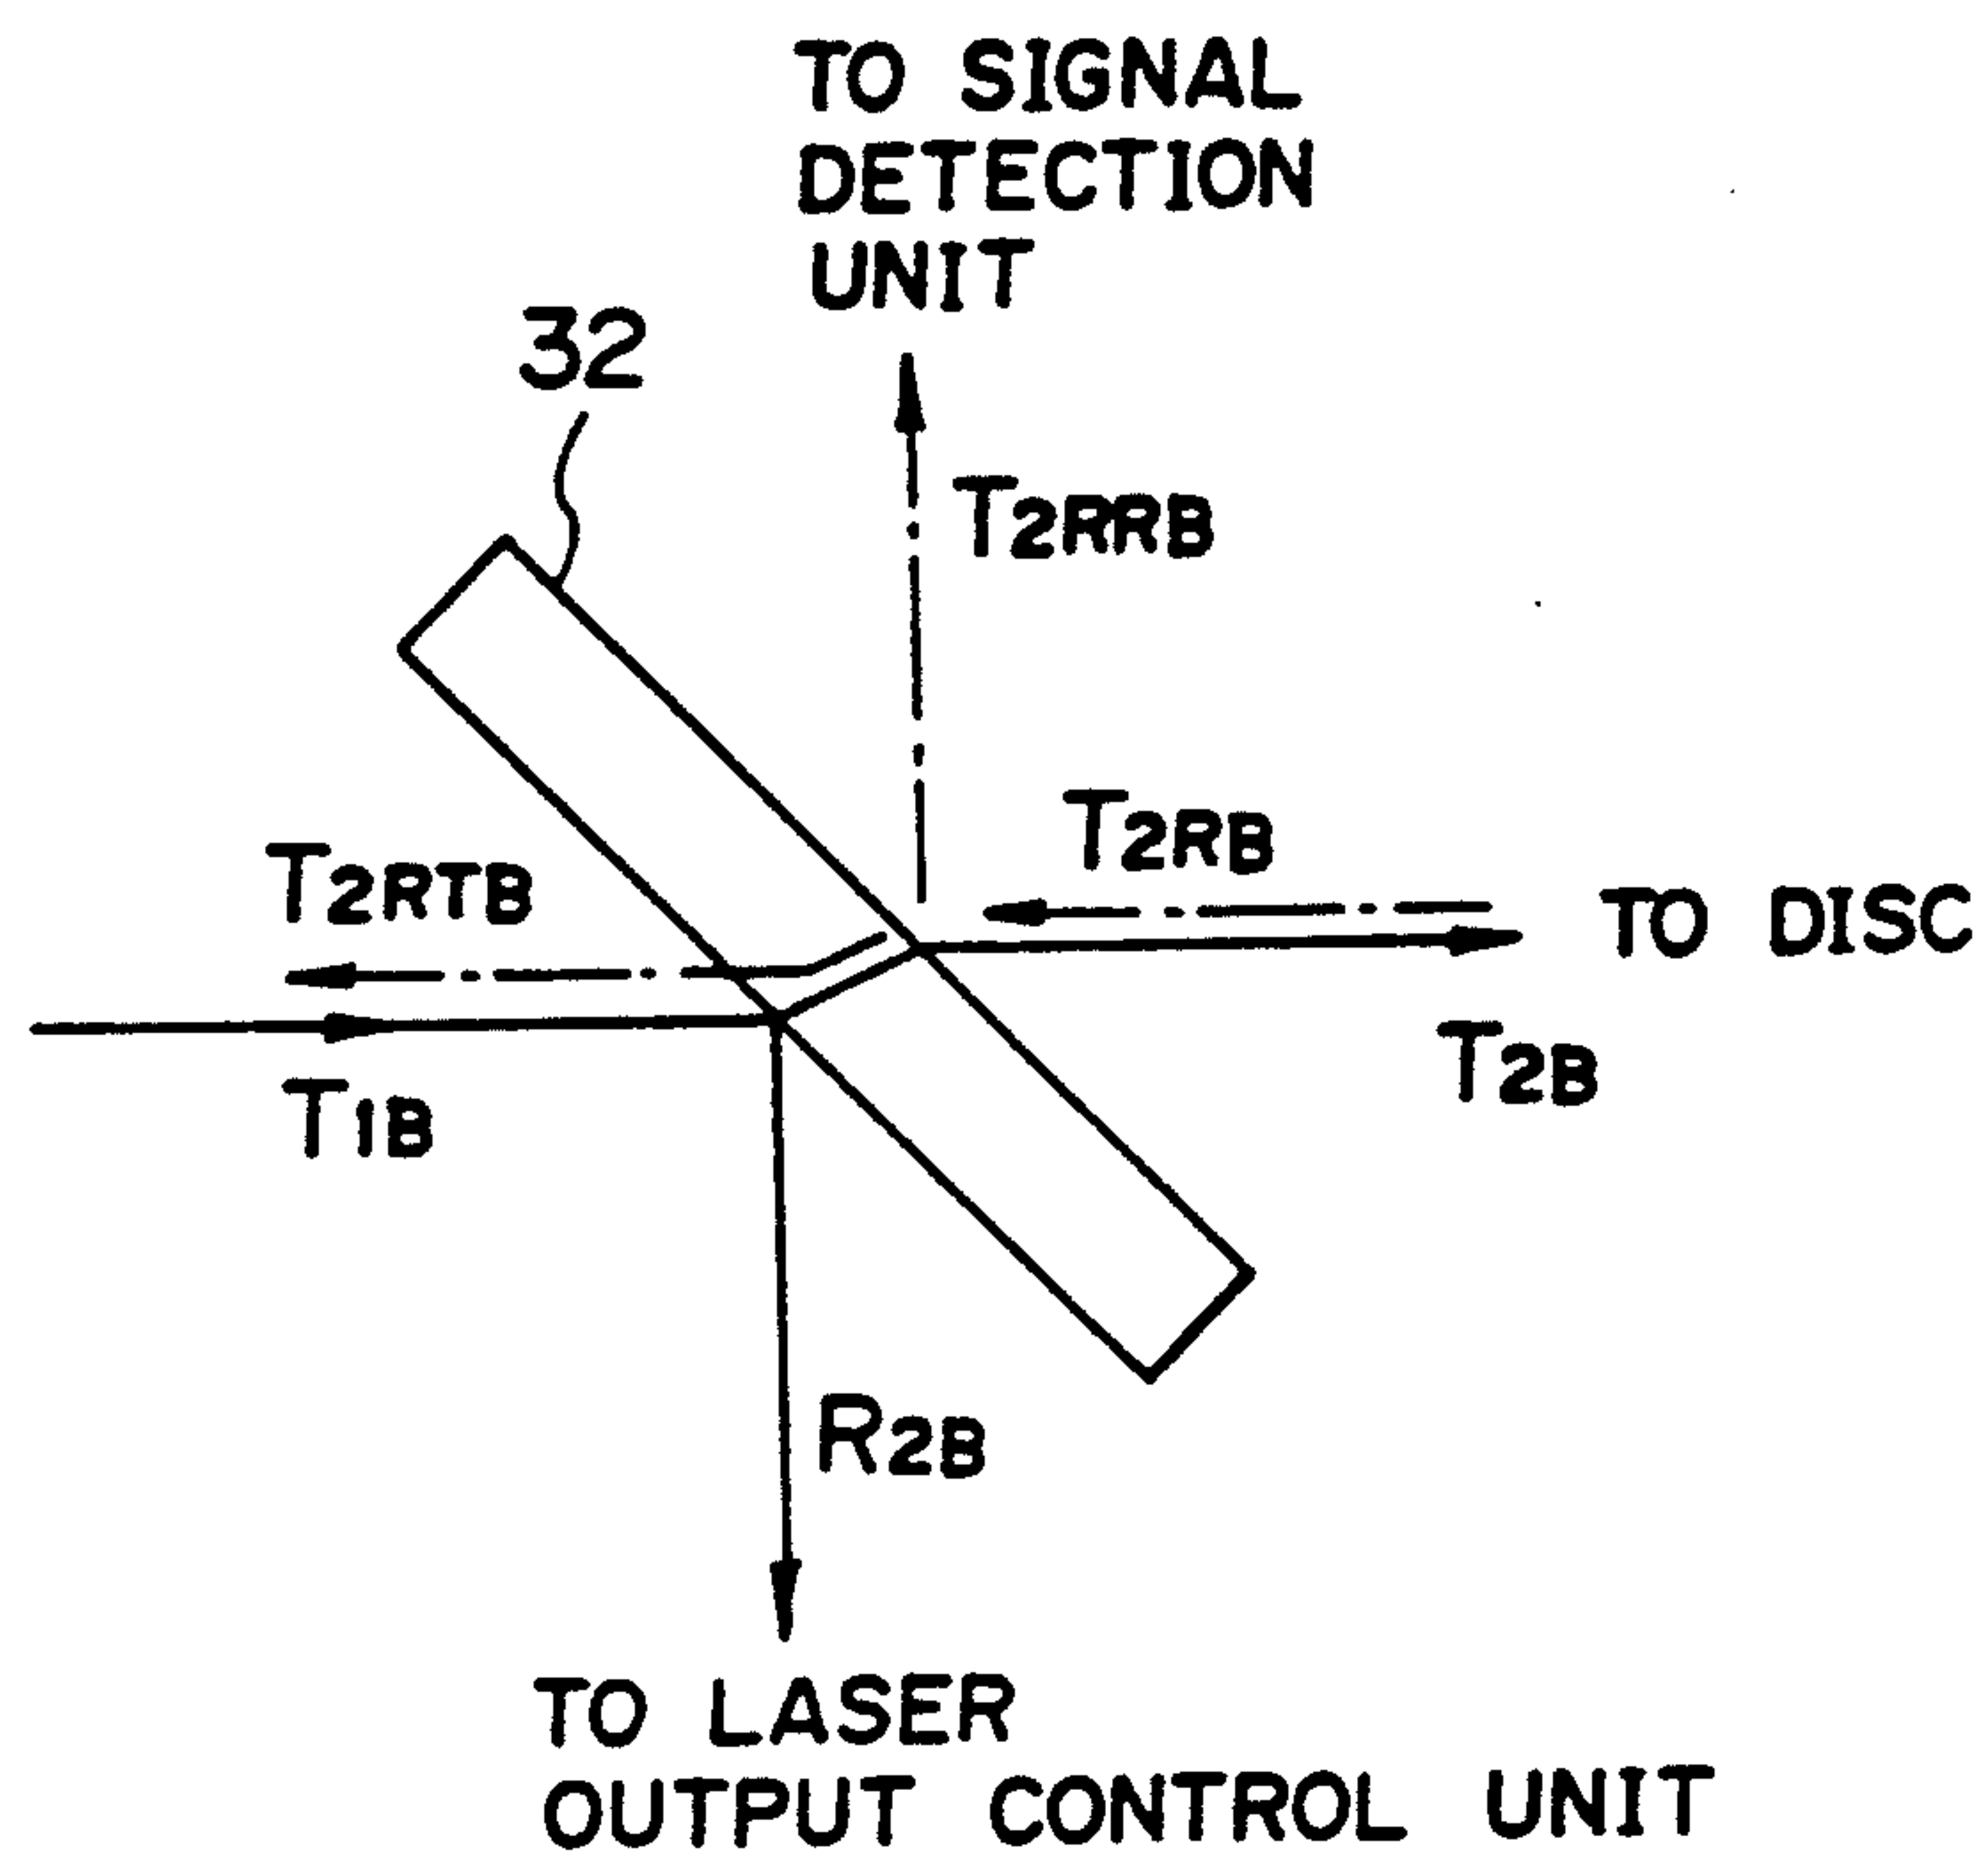 TO SIGNAL
DETECTION
UNIT
32
T2RRB
T2RB
T2RTB
TO DISC
T2B
T1B
R2B
TO LASER
OUTPUT CONTROL UNIT